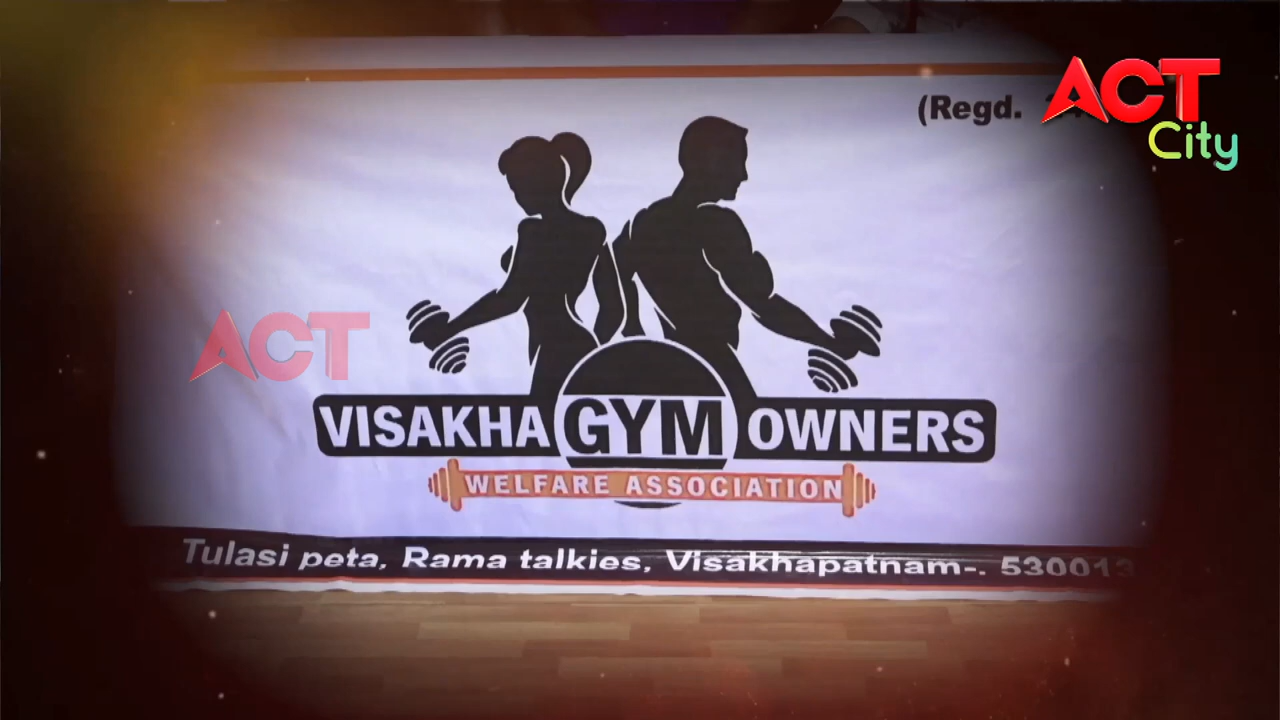 (Regd.
ACT
City
ACT
VISAKHA GYM OWNERS
WELFARE ASSOCIATION
Tulasi peta, Rama talkies, Visakhapatnam-. 530013